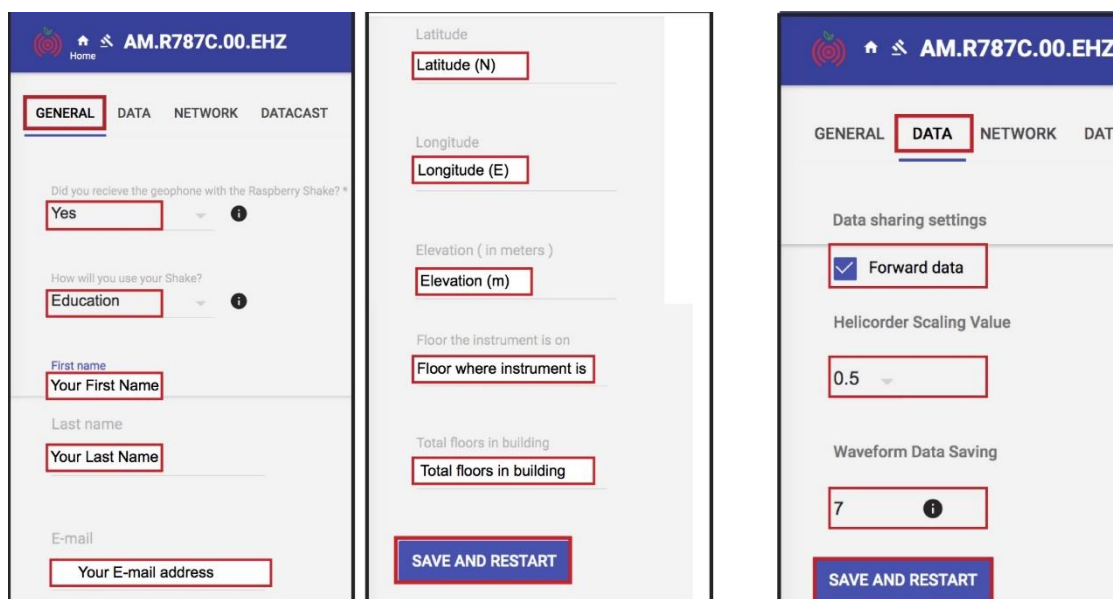 AM.R787C.00.EHZ
Home
GENERAL DATA NETWORK DATACAST
Did you recieve the geophone with the Raspberry Shake? *
Yes
How will you use your Shake?
Education
First name
Your First Name
Last name
Your Last Name
E-mail
Your E-mail address
Latitude
Latitude (N)
Longitude
Longitude (E)
Elevation ( in meters )
Elevation (m)
Floor the instrument is on
Floor where instrument is
Total floors in building
Total floors in building
SAVE AND RESTART
AM.R787C.00.EHZ
GENERAL DATA NETWORK DAT
Data sharing settings
Forward data
Helicorder Scaling Value
0.5
Waveform Data Saving
7
SAVE AND RESTART